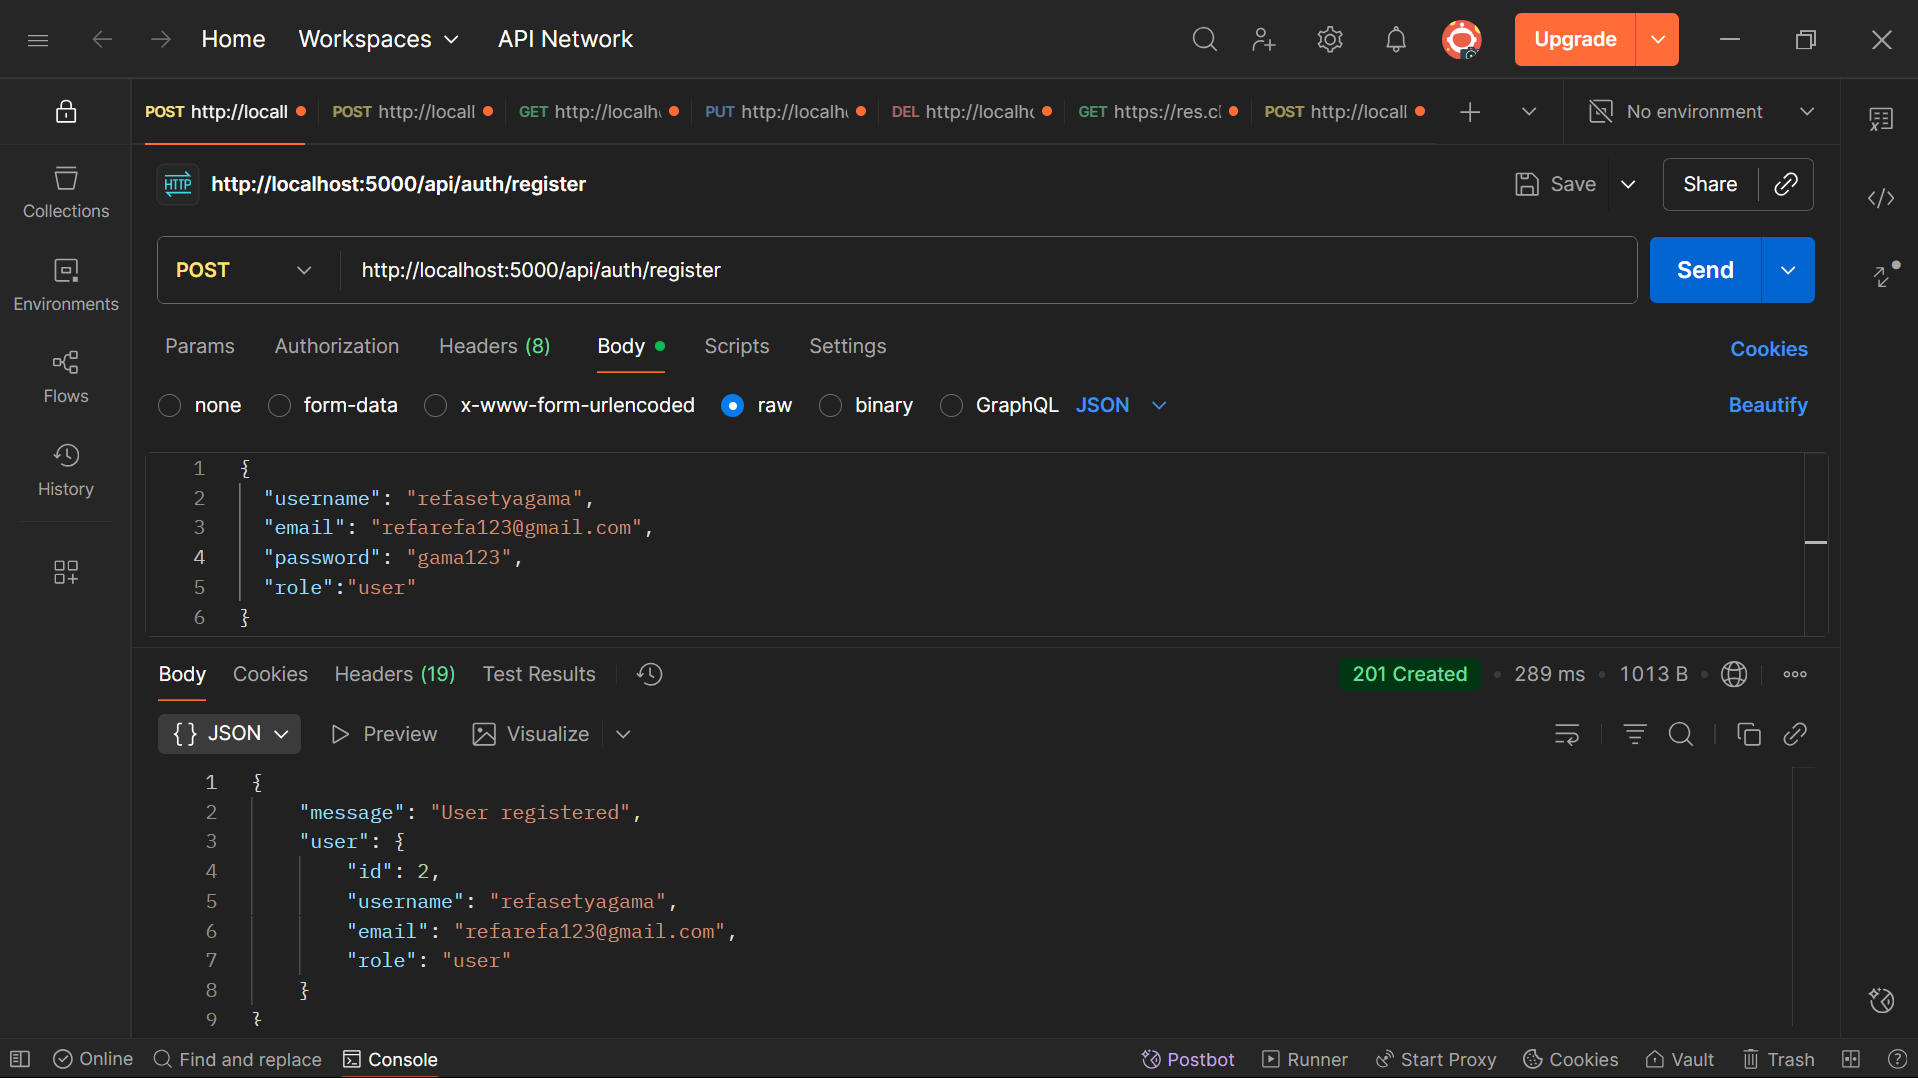 Home Workspaces API Network Upgrade
POST http://locall POST http://locall GET http://localh PUT http://localh DEL http://localh GET https://res.c POST http://locall No environment
HTTP http://localhost:5000/api/auth/register Save Share
POST http://localhost:5000/api/auth/register Send
Params Authorization Headers (8) Body Scripts Settings Cookies
none form-data x-www-form-urlencoded raw binary GraphQL JSON Beautify
Collections
Environments
Flows
History
1 {
2 "username": "refasetyagama",
3 "email": "refarefa123@gmail.com",
4 "password": "gama123",
5 "role":"user"
6 }
Body Cookies Headers (19) Test Results 201 Created 289 ms 1013 B
{} JSON Preview Visualize
1 {
2 "message": "User registered",
3 "user": {
4 "id": 2,
5 "username": "refasetyagama",
6 "email": "refarefa123@gmail.com",
7 "role": "user"
8 }
9 }
Online Find and replace Console Postbot Runner Start Proxy Cookies Vault Trash